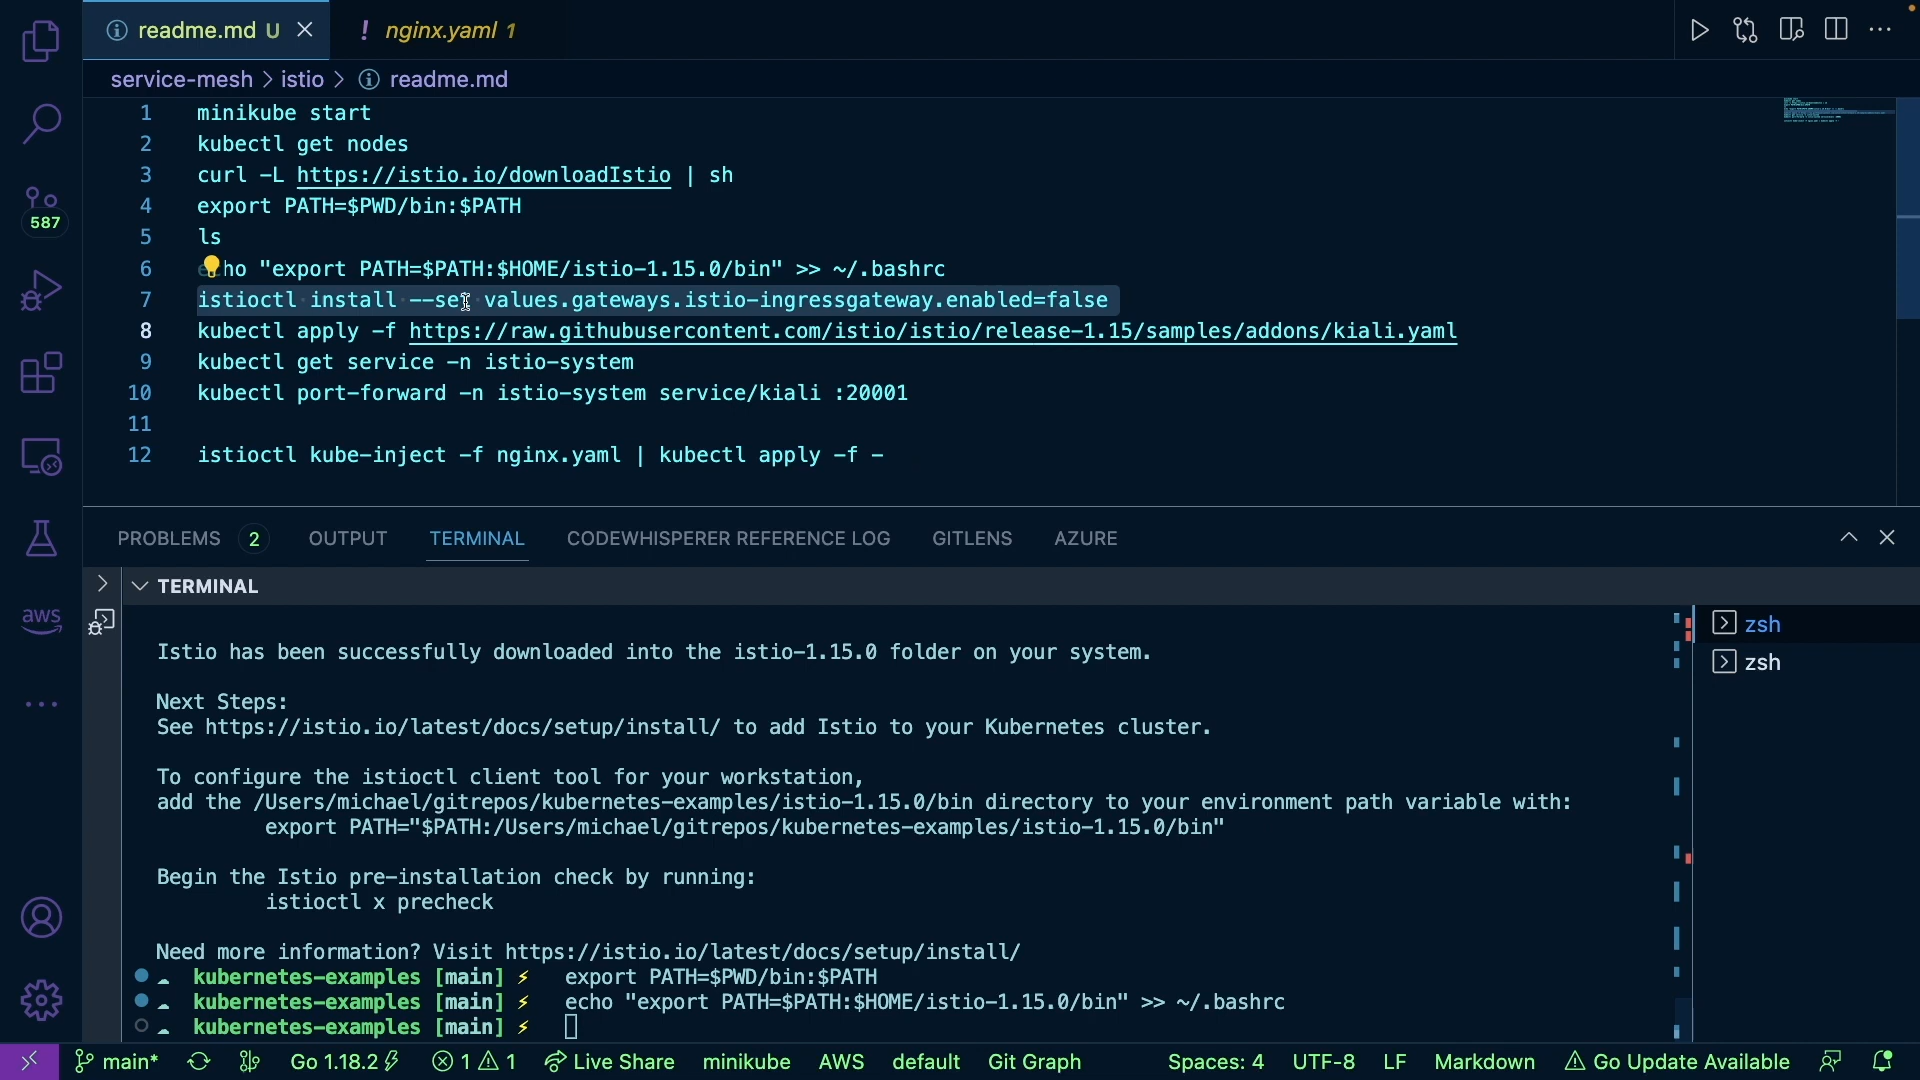 readme.md U
! nginx.yaml 1
service-mesh > istio > readme.md
1 minikube start
2 kubectl get nodes
3 curl -L https://istio.io/downloadIstio | sh
4 export PATH=$PWD/bin:$PATH
5 ls
6 echo "export PATH=$PATH:$HOME/istio-1.15.0/bin" >> ~/.bashrc
7 istioctl install --set values.gateways.istio-ingressgateway.enabled=false
8 kubectl apply -f https://raw.githubusercontent.com/istio/istio/release-1.15/samples/addons/kiali.yaml
9 kubectl get service -n istio-system
10 kubectl port-forward -n istio-system service/kiali :20001
11
12 istioctl kube-inject -f nginx.yaml | kubectl apply -f -
587
aws
PROBLEMS 2 OUTPUT TERMINAL CODEWHISPERER REFERENCE LOG GITLENS AZURE
TERMINAL
zsh
zsh
Istio has been successfully downloaded into the istio-1.15.0 folder on your system.
Next Steps:
See https://istio.io/latest/docs/setup/install/ to add Istio to your Kubernetes cluster.
To configure the istioctl client tool for your workstation,
add the /Users/michael/gitrepos/kubernetes-examples/istio-1.15.0/bin directory to your environment path variable with:
export PATH="$PATH:/Users/michael/gitrepos/kubernetes-examples/istio-1.15.0/bin"
Begin the Istio pre-installation check by running:
istioctl x precheck
Need more information? Visit https://istio.io/latest/docs/setup/install/
kubernetes-examples [main] ⚡ export PATH=$PWD/bin:$PATH
kubernetes-examples [main] ⚡ echo "export PATH=$PATH:$HOME/istio-1.15.0/bin" >> ~/.bashrc
kubernetes-examples [main] ⚡
main* Go 1.18.2 1 1 Live Share minikube AWS default Git Graph Spaces: 4 UTF-8 LF Markdown Go Update Available